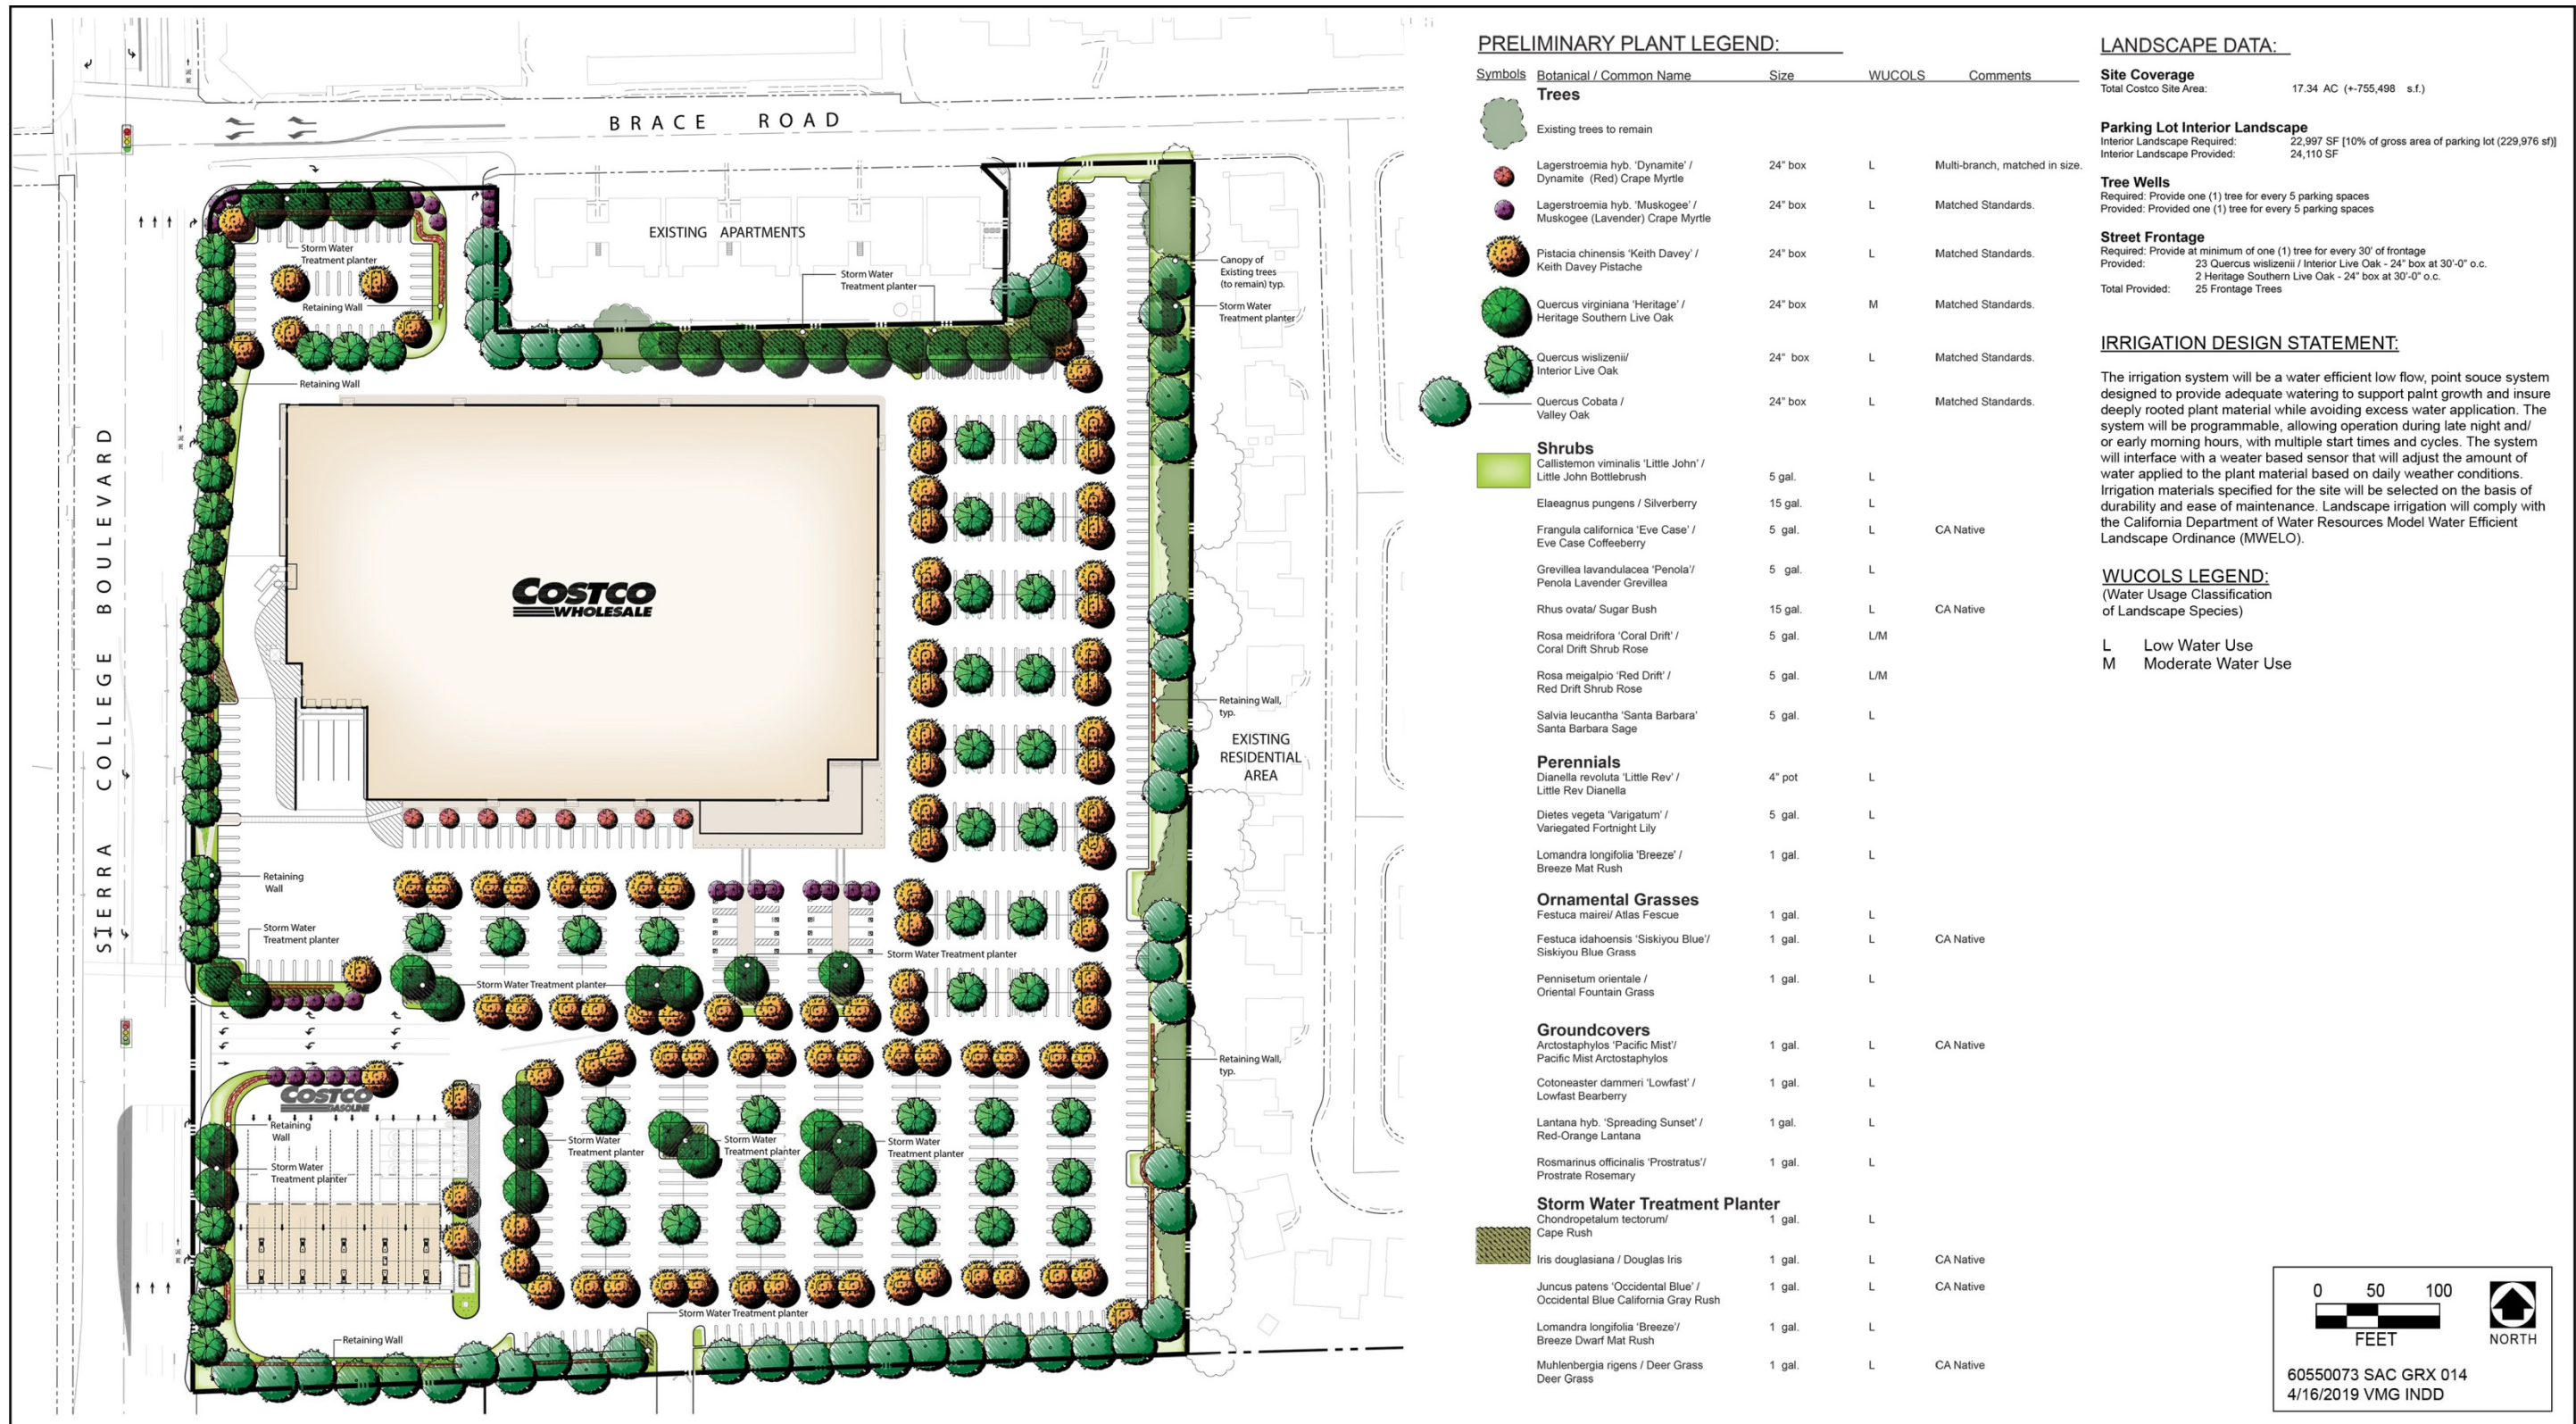 BRACE ROAD
SIERRA COLLEGE BOULEVARD
EXISTING APARTMENTS
Storm Water
Treatment planter
Retaining Wall
Storm Water
Treatment planter
Canopy of
Existing trees
(to remain) typ.
Storm Water
Treatment planter
Retaining Wall
COSTCO
WHOLESALE
Retaining Wall,
typ.
EXISTING
RESIDENTIAL
AREA
Retaining
Wall
Storm Water
Treatment planter
Storm Water Treatment planter
Storm Water Treatment planter
Retaining Wall,
typ.
COSTCO
GASOLINE
Retaining
Wall
Storm Water
Treatment planter
Storm Water
Treatment planter
Storm Water
Treatment planter
Storm Water
Treatment planter
Storm Water Treatment planter
Retaining Wall
PRELIMINARY PLANT LEGEND:
Symbols Botanical / Common Name Size WUCOLS Comments
Trees
Existing trees to remain
Lagerstroemia hyb. ‘Dynamite’ / 24" box L Multi-branch, matched in size.
Dynamite (Red) Crape Myrtle
Lagerstroemia hyb. ‘Muskogee’ / 24" box L Matched Standards.
Muskogee (Lavender) Crape Myrtle
Pistacia chinensis ‘Keith Davey’ / 24" box L Matched Standards.
Keith Davey Pistache
Quercus virginiana ‘Heritage’ / 24" box M Matched Standards.
Heritage Southern Live Oak
Quercus wislizenii/ 24" box L Matched Standards.
Interior Live Oak
Quercus Cobata / 24" box L Matched Standards.
Valley Oak
Shrubs
Callistemon viminalis ‘Little John’ /
Little John Bottlebrush 5 gal. L
Elaeagnus pungens / Silverberry 15 gal. L
Frangula californica ‘Eve Case’ / 5 gal. L CA Native
Eve Case Coffeeberry
Grevillea lavandulacea ‘Penola’/ 5 gal. L
Penola Lavender Grevillea
Rhus ovata/ Sugar Bush 15 gal. L CA Native
Rosa meidrifora ‘Coral Drift’ / 5 gal. L/M
Coral Drift Shrub Rose
Rosa meigalpio ‘Red Drift’ / 5 gal. L/M
Red Drift Shrub Rose
Salvia leucantha ‘Santa Barbara’ 5 gal. L
Santa Barbara Sage
Perennials
Dianella revoluta ‘Little Rev’ / 4" pot L
Little Rev Dianella
Dietes vegeta ‘Varigatum’ / 5 gal. L
Variegated Fortnight Lily
Lomandra longifolia ‘Breeze’ / 1 gal. L
Breeze Mat Rush
Ornamental Grasses
Festuca mairei/ Atlas Fescue 1 gal. L
Festuca idahoensis ‘Siskiyou Blue’/ 1 gal. L CA Native
Siskiyou Blue Grass
Pennisetum orientale / 1 gal. L
Oriental Fountain Grass
Groundcovers
Arctostaphylos ‘Pacific Mist’/ 1 gal. L CA Native
Pacific Mist Arctostaphylos
Cotoneaster dammeri ‘Lowfast’ / 1 gal. L
Lowfast Bearberry
Lantana hyb. ‘Spreading Sunset’ / 1 gal. L
Red-Orange Lantana
Rosmarinus officinalis ‘Prostratus’/ 1 gal. L
Prostrate Rosemary
Storm Water Treatment Planter
Chondropetalum tectorum/ 1 gal. L
Cape Rush
Iris douglasiana / Douglas Iris 1 gal. L CA Native
Juncus patens ‘Occidental Blue’ / 1 gal. L CA Native
Occidental Blue California Gray Rush
Lomandra longifolia ‘Breeze’/ 1 gal. L
Breeze Dwarf Mat Rush
Muhlenbergia rigens / Deer Grass 1 gal. L CA Native
Deer Grass
LANDSCAPE DATA:
Site Coverage
Total Costco Site Area: 17.34 AC (+-755,498 s.f.)
Parking Lot Interior Landscape
Interior Landscape Required: 22,997 SF [10% of gross area of parking lot (229,976 sf)]
Interior Landscape Provided: 24,110 SF
Tree Wells
Required: Provide one (1) tree for every 5 parking spaces
Provided: Provided one (1) tree for every 5 parking spaces
Street Frontage
Required: Provide at minimum of one (1) tree for every 30' of frontage
Provided: 23 Quercus wislizenii / Interior Live Oak - 24" box at 30'-0" o.c.
2 Heritage Southern Live Oak - 24" box at 30'-0" o.c.
Total Provided: 25 Frontage Trees
IRRIGATION DESIGN STATEMENT:
The irrigation system will be a water efficient low flow, point souce system
designed to provide adequate watering to support palnt growth and insure
deeply rooted plant material while avoiding excess water application. The
system will be programmable, allowing operation during late night and/
or early morning hours, with multiple start times and cycles. The system
will interface with a weater based sensor that will adjust the amount of
water applied to the plant material based on daily weather conditions.
Irrigation materials specified for the site will be selected on the basis of
durability and ease of maintenance. Landscape irrigation will comply with
the California Department of Water Resources Model Water Efficient
Landscape Ordinance (MWELO).
WUCOLS LEGEND:
(Water Usage Classification
of Landscape Species)
L Low Water Use
M Moderate Water Use
0 50 100
FEET
NORTH
60550073 SAC GRX 014
4/16/2019 VMG INDD